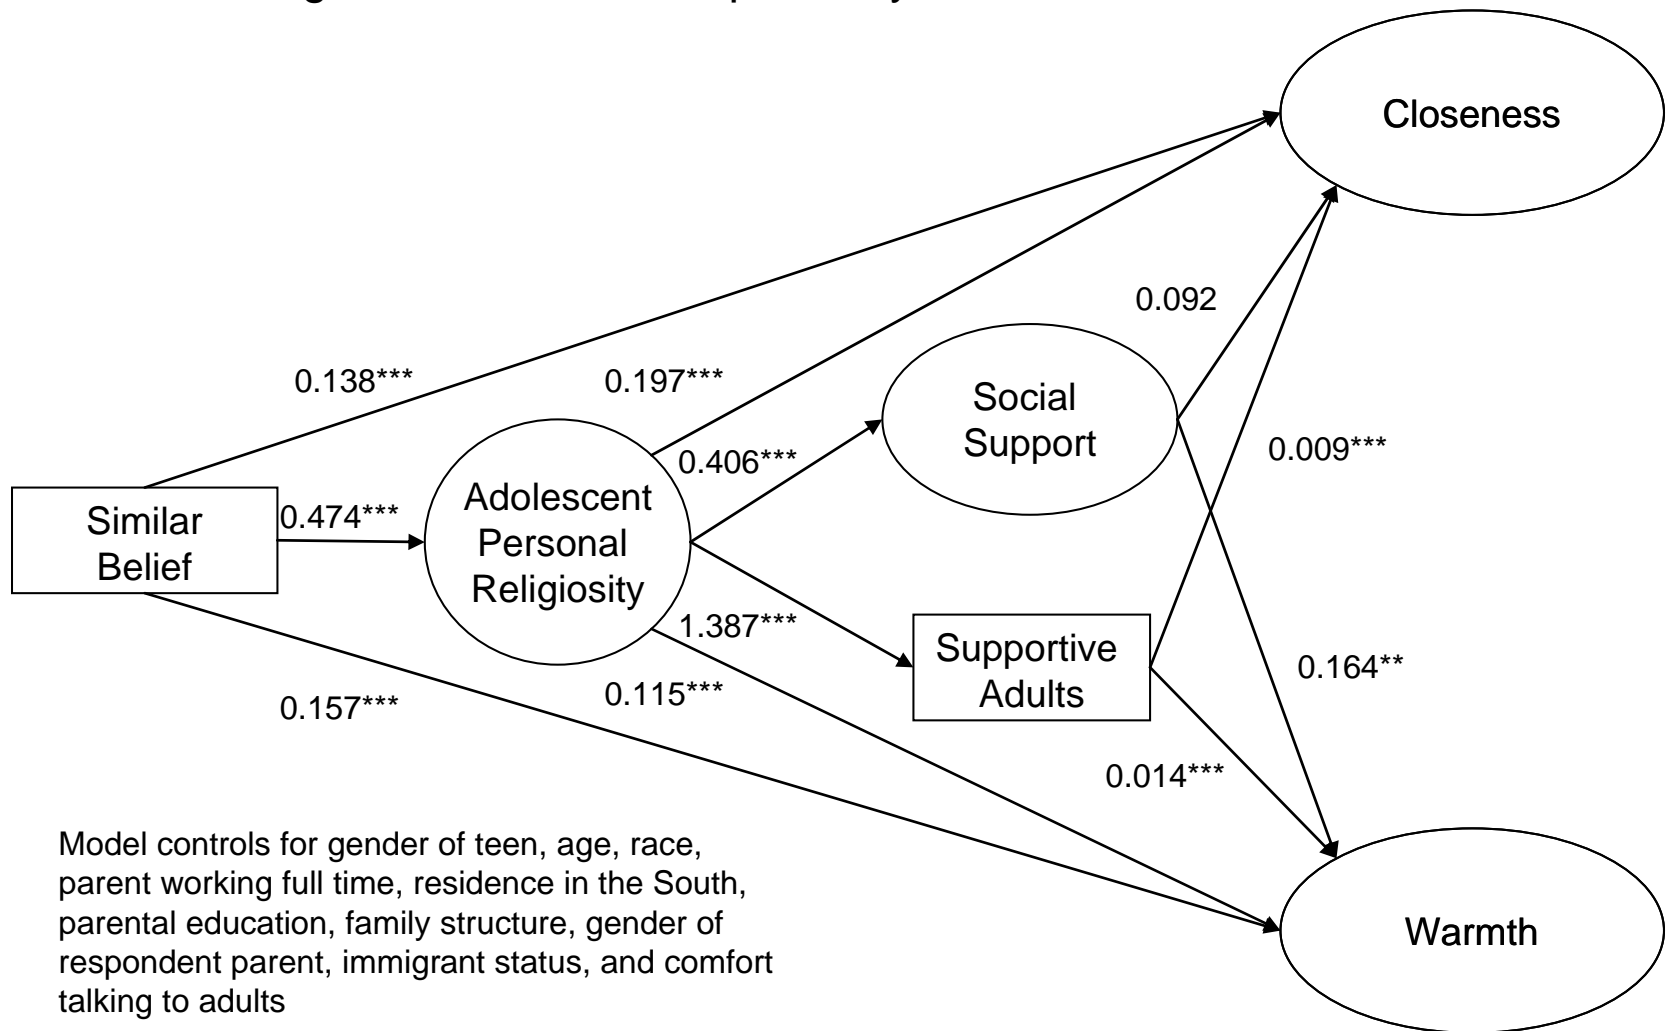 Closeness
0.092
0.138***
0.197***
Social
Support
0.406***
0.009***
Adolescent
Personal
Religiosity
Similar
Belief
0.474***
1.387***
Supportive
Adults
0.164**
0.157***
0.115***
0.014***
Model controls for gender of teen, age, race,
parent working full time, residence in the South,
parental education, family structure, gender of
respondent parent, immigrant status, and comfort
talking to adults
Warmth